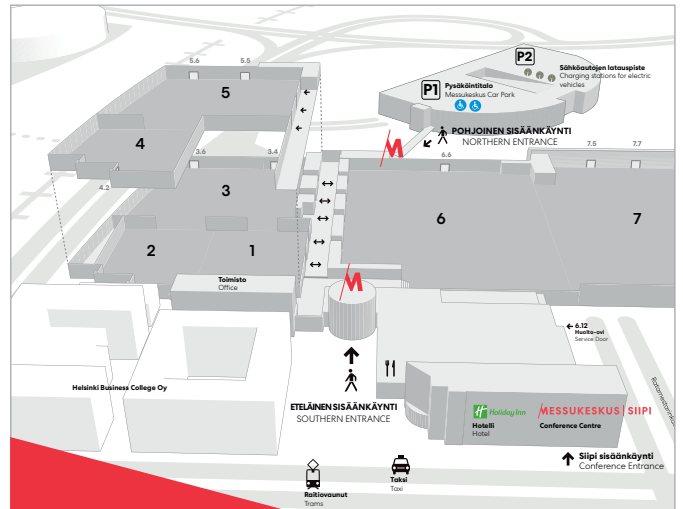 P2
Sähköautojen latauspiste
Charging stations for electric
vehicles
P1
Pysäköintitalo
Messukeskus Car Park
5.6
5.5
5
4
POHJOINEN SISÄÄNKÄYNTI
NORTHERN ENTRANCE
3.6
3.4
6.6
7.5
7.7
4.2
3
6
7
2
1
Toimisto
Office
6.12
Huolto-ovi
Service Door
Helsinki Business College Oy
ETELÄINEN SISÄÄNKÄYNTI
SOUTHERN ENTRANCE
Holiday Inn
Hotelli
Hotel
MESSUKESKUS SIIPI
Conference Centre
Siipi sisäänkäynti
Conference Entrance
Taksi
Taxi
Raitiovaunut
Trams